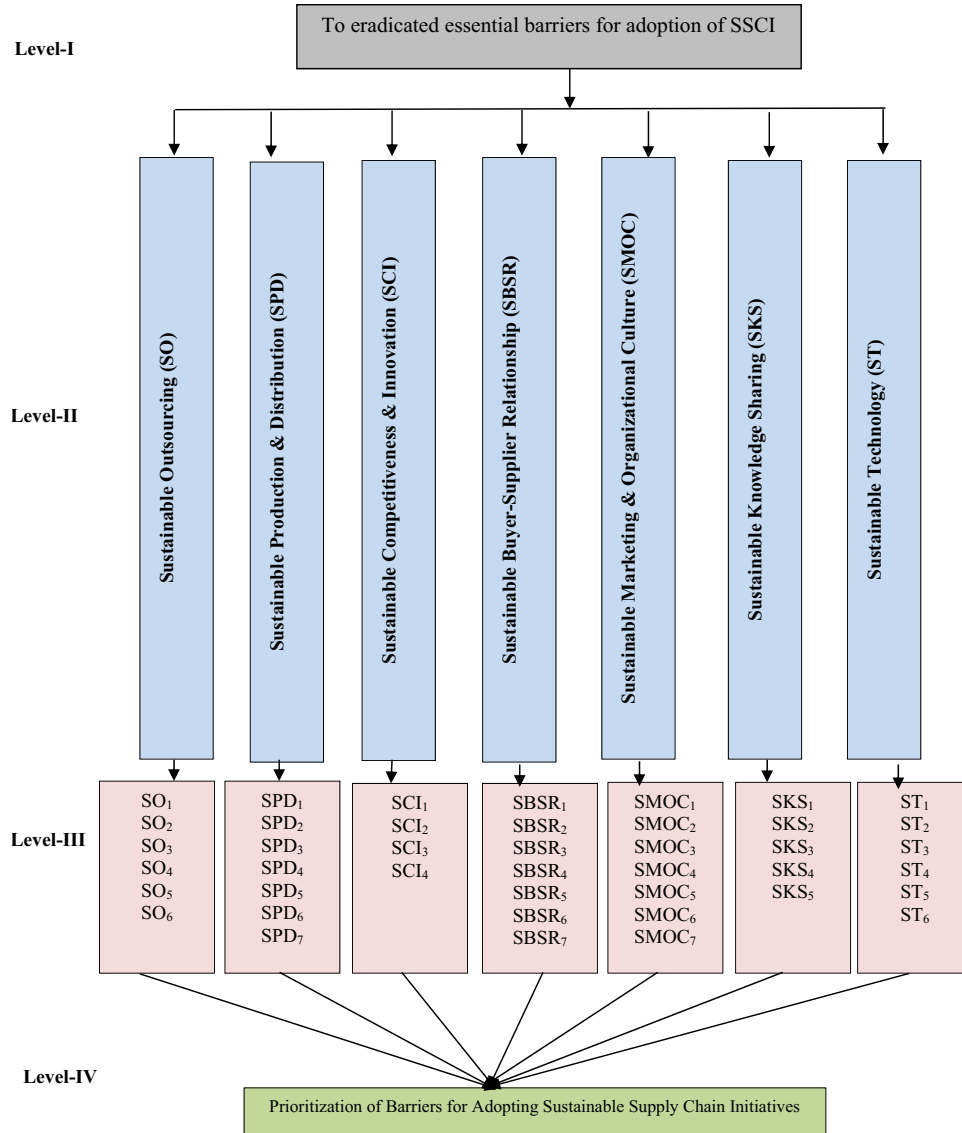 To eradicated essential barriers for adoption of SSCI
Level-I
Level-II
Sustainable Outsourcing (SO)
Sustainable Production & Distribution (SPD)
Sustainable Competitiveness & Innovation (SCI)
Sustainable Buyer-Supplier Relationship (SBSR)
Sustainable Marketing & Organizational Culture (SMOC)
Sustainable Knowledge Sharing (SKS)
Sustainable Technology (ST)
Level-III
SO₁
SO₂
SO₃
SO₄
SO₅
SO₆
SPD₁
SPD₂
SPD₃
SPD₄
SPD₅
SPD₆
SPD₇
SCI₁
SCI₂
SCI₃
SCI₄
SBSR₁
SBSR₂
SBSR₃
SBSR₄
SBSR₅
SBSR₆
SBSR₇
SMOC₁
SMOC₂
SMOC₃
SMOC₄
SMOC₅
SMOC₆
SMOC₇
SKS₁
SKS₂
SKS₃
SKS₄
SKS₅
ST₁
ST₂
ST₃
ST₄
ST₅
ST₆
Level-IV
Prioritization of Barriers for Adopting Sustainable Supply Chain Initiatives